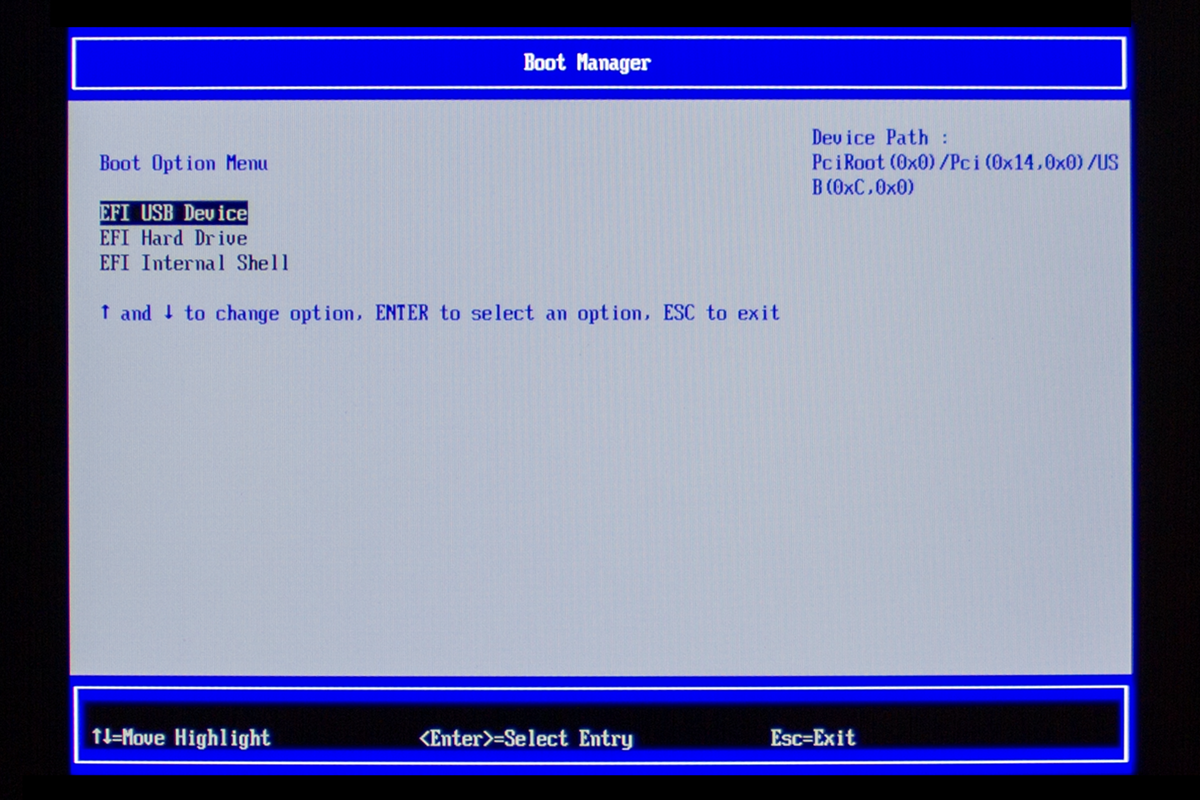 Boot Manager
Boot Option Menu
EFI USB Device
EFI Hard Drive
EFI Internal Shell
↑ and ↓ to change option, ENTER to select an option, ESC to exit
Device Path :
PciRoot(0x0)/Pci(0x14,0x0)/US
B(0xC,0x0)
↑↓=Move Highlight
<Enter>=Select Entry
Esc=Exit